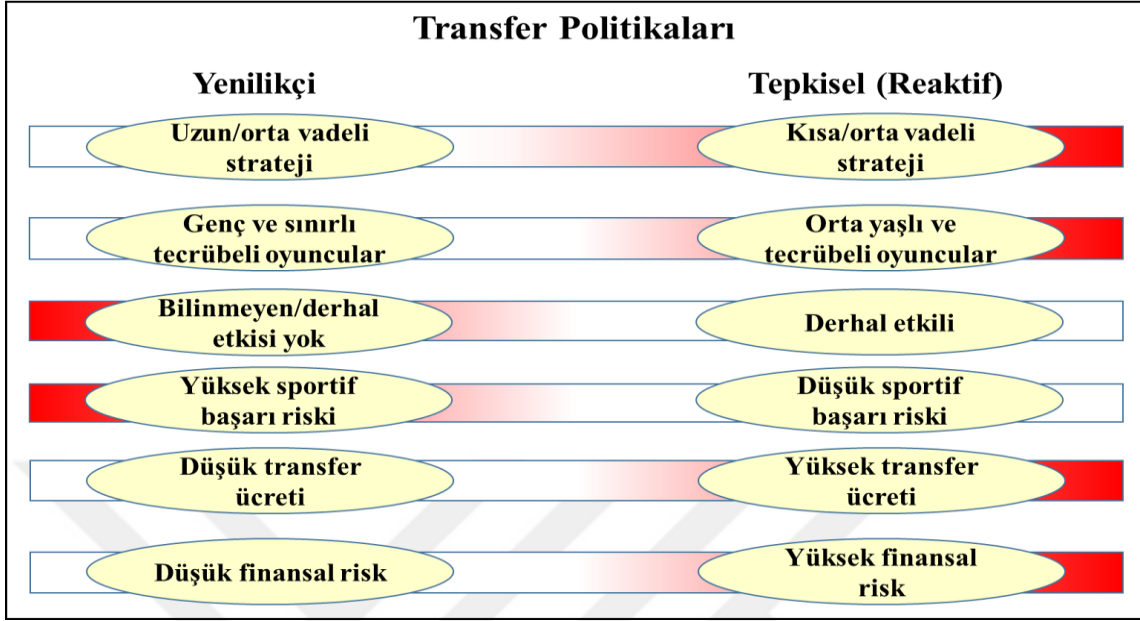 Transfer Politikaları
Yenilikçi
Tepkisel (Reaktif)
Uzun/orta vadeli
strateji
Kısa/orta vadeli
strateji
Genç ve sınırlı
tecrübeli oyuncular
Orta yaşlı ve
tecrübeli oyuncular
Bilinmeyen/derhal
etkisi yok
Derhal etkili
Yüksek sportif
başarı riski
Düşük sportif
başarı riski
Düşük transfer
ücreti
Yüksek transfer
ücreti
Düşük finansal risk
Yüksek finansal
risk